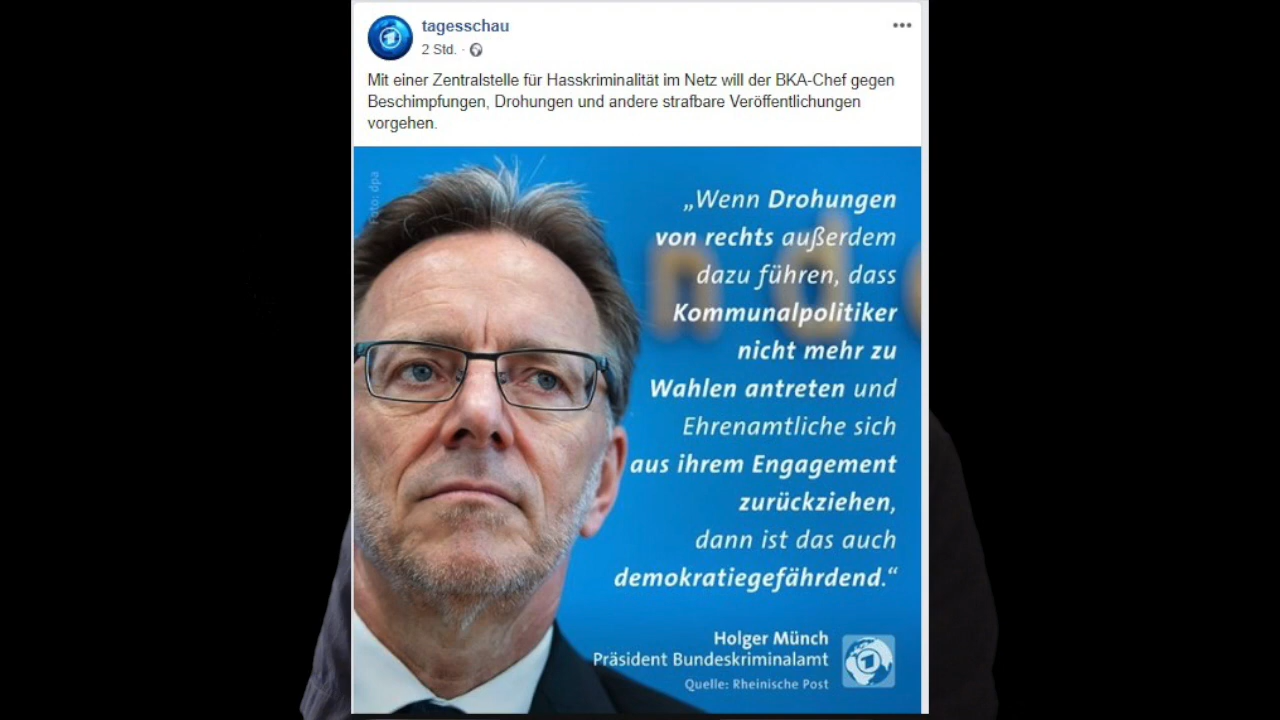 tagesschau
2 Std. ·
Mit einer Zentralstelle für Hasskriminalität im Netz will der BKA-Chef gegen
Beschimpfungen, Drohungen und andere strafbare Veröffentlichungen
vorgehen.
Foto: dpa
„Wenn Drohungen
von rechts außerdem
dazu führen, dass
Kommunalpolitiker
nicht mehr zu
Wahlen antreten und
Ehrenamtliche sich
aus ihrem Engagement
zurückziehen,
dann ist das auch
demokratiegefährdend.“
Holger Münch
Präsident Bundeskriminalamt
Quelle: Rheinische Post